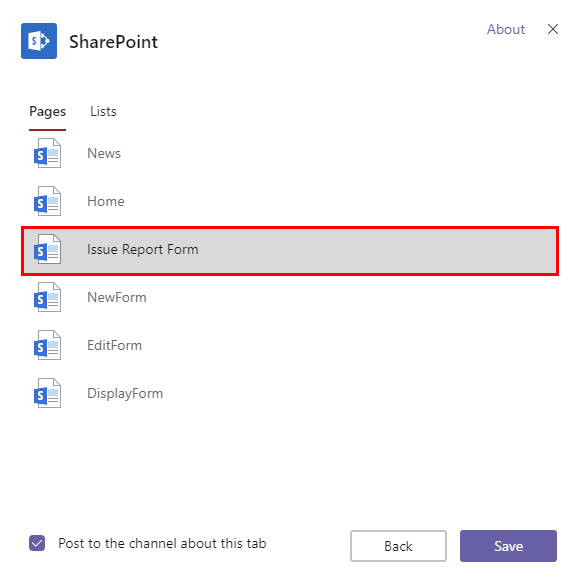 SharePoint
About
Pages Lists
News
Home
Issue Report Form
NewForm
EditForm
DisplayForm
Post to the channel about this tab
Back
Save